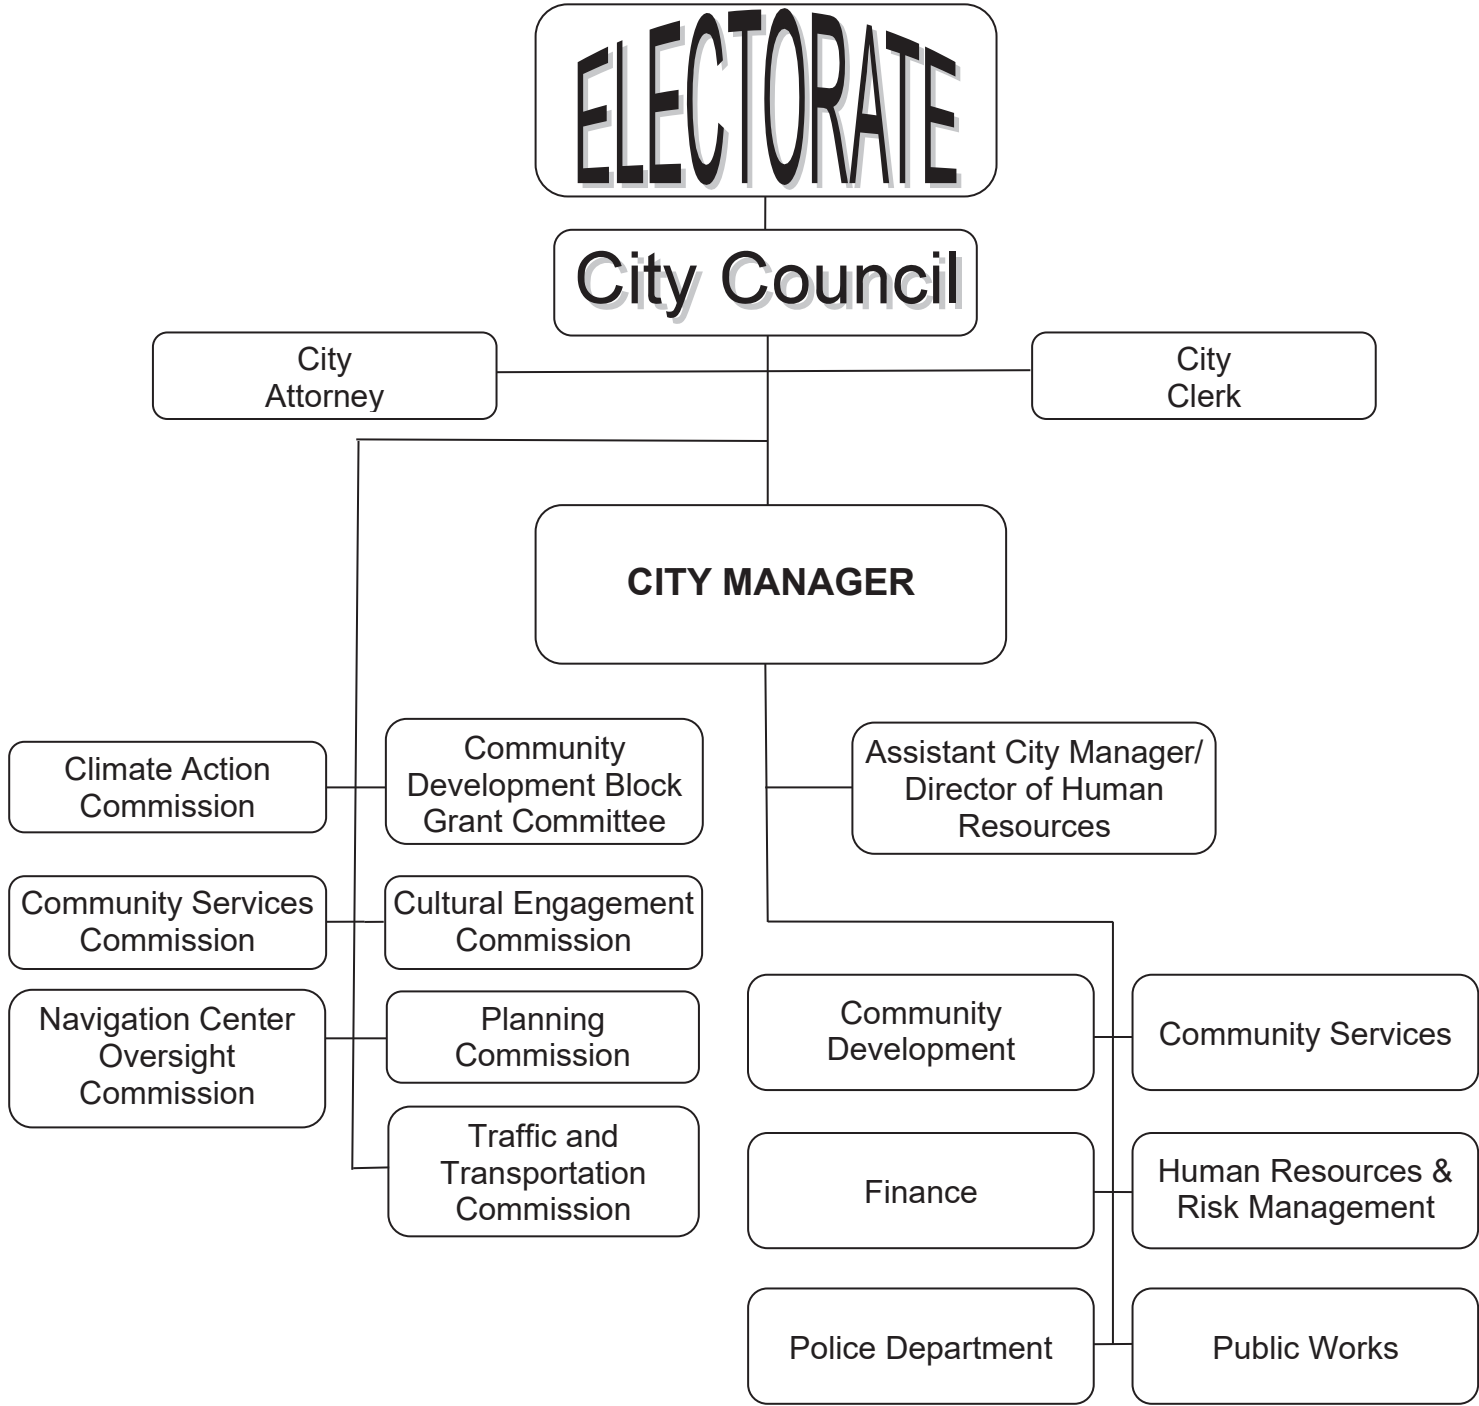 ELECTORATE
City Council
City
Attorney
City
Clerk
CITY MANAGER
Climate Action
Commission
Community
Development Block
Grant Committee
Assistant City Manager/
Director of Human
Resources
Community Services
Commission
Cultural Engagement
Commission
Navigation Center
Oversight
Commission
Planning
Commission
Traffic and
Transportation
Commission
Community
Development
Community Services
Finance
Human Resources &
Risk Management
Police Department
Public Works